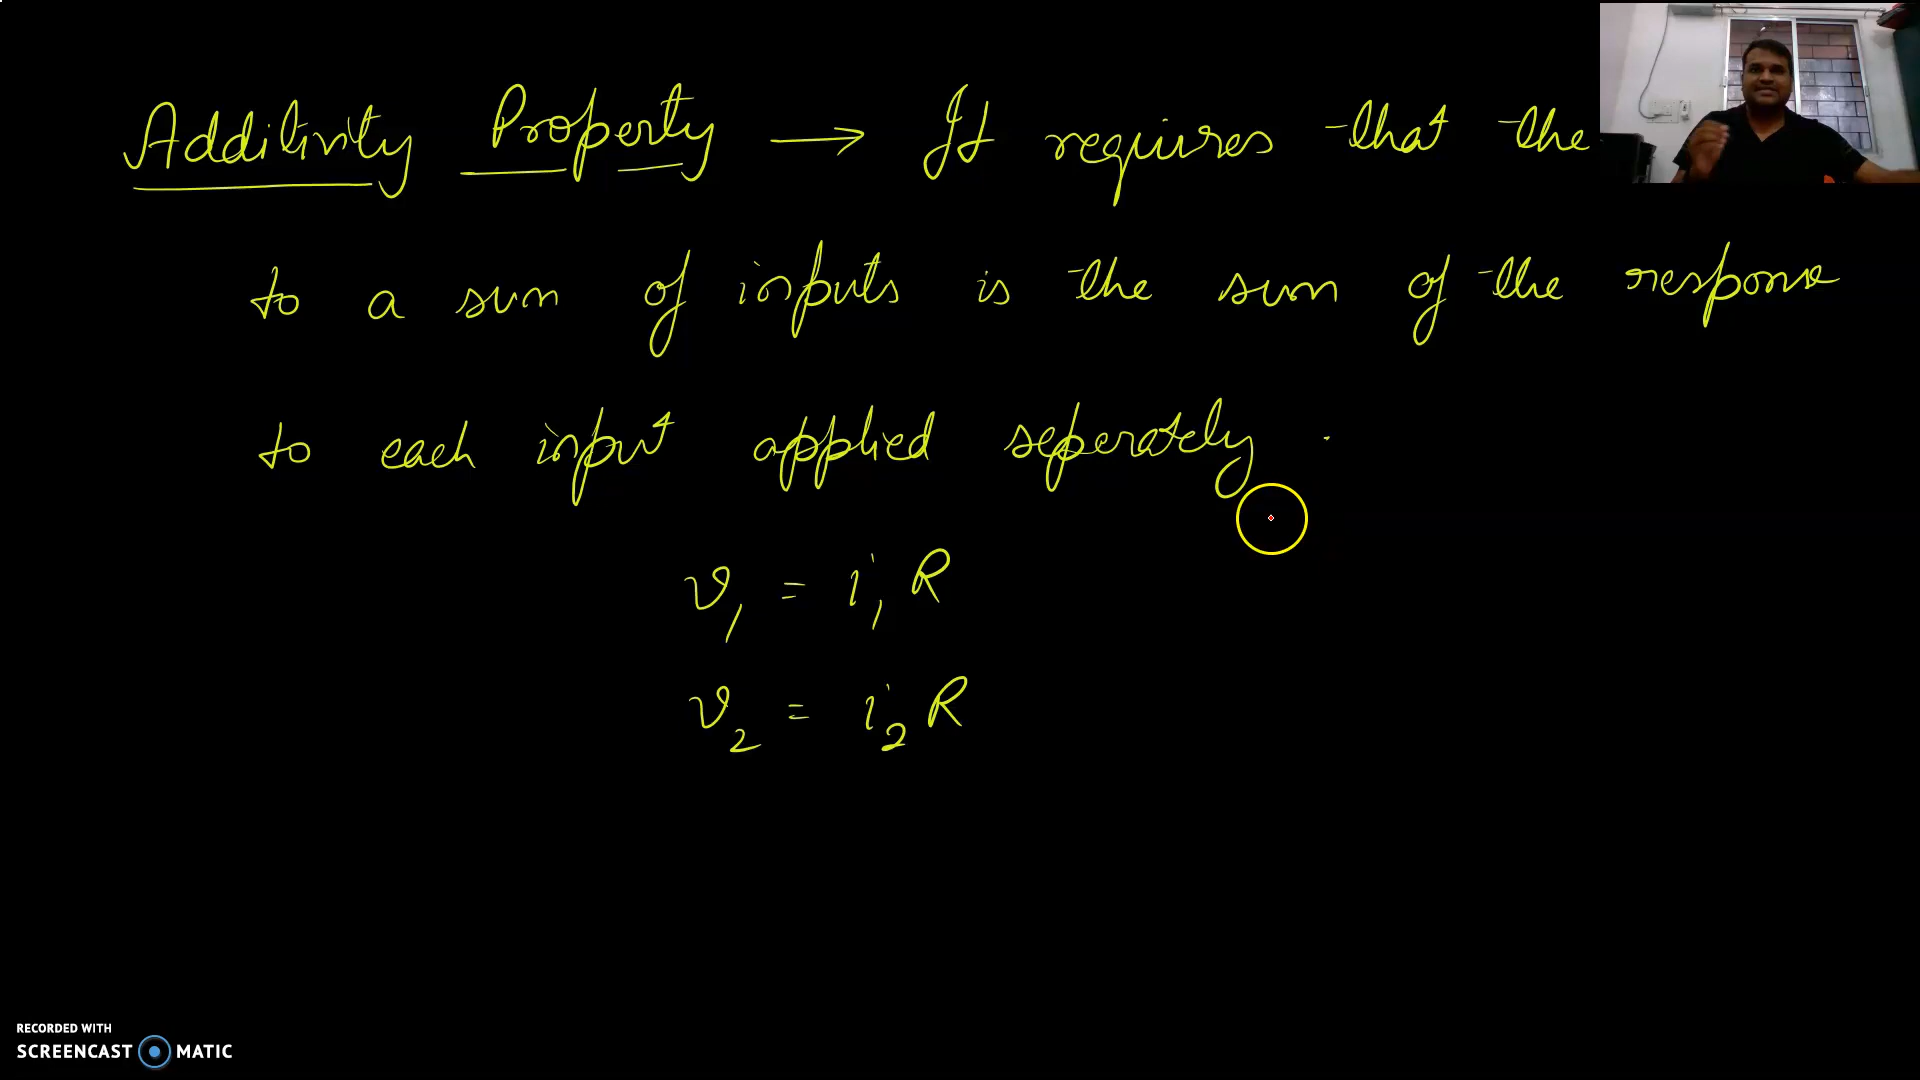 Additivity Property → It requires that the
to a sum of inputs is the sum of the response
to each input applied seperately .
v₁ = i₁ R
v₂ = i₂ R
RECORDED WITH
SCREENCAST MATIC